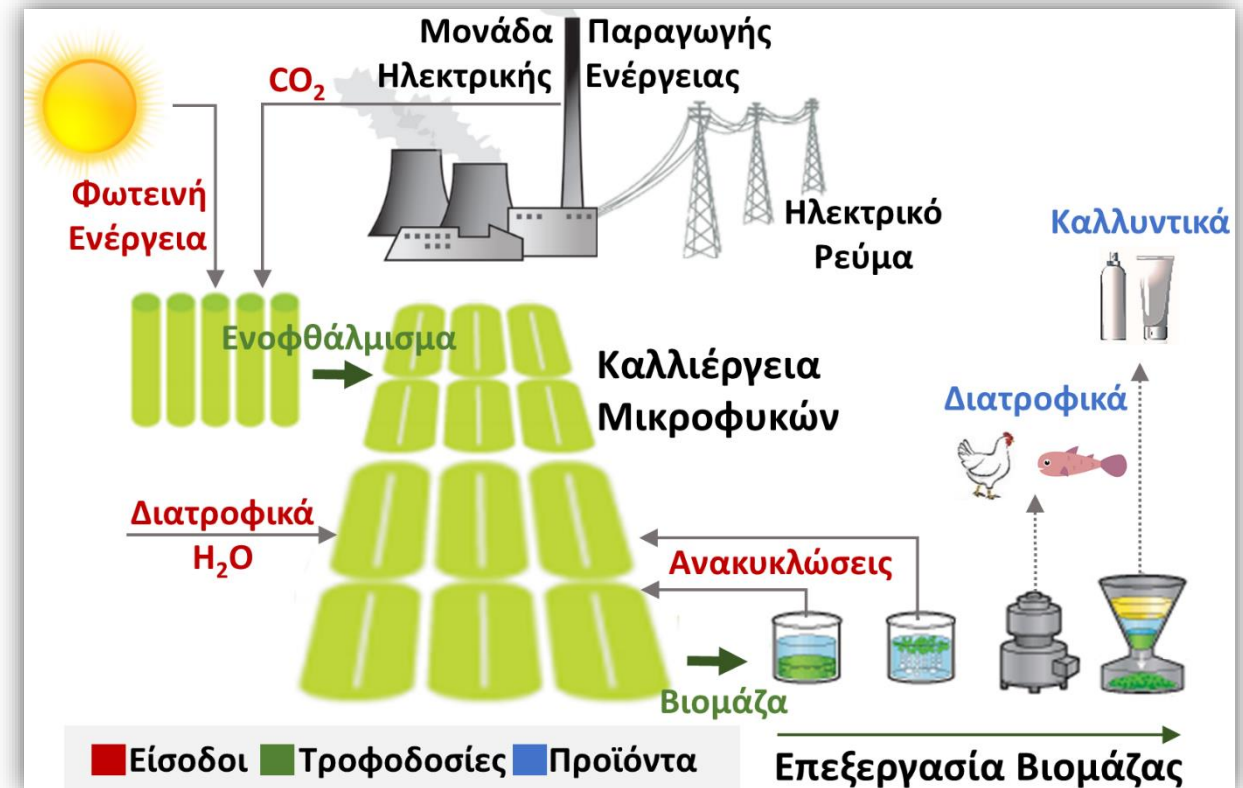 Μονάδα Παραγωγής
Ηλεκτρικής Ενέργειας
CO₂
Φωτεινή
Ενέργεια
Ηλεκτρικό
Ρεύμα
Καλλυντικά
Ενοφθάλμισμα
Καλλιέργεια
Μικροφυκών
Διατροφικά
Διατροφικά
H₂O
Ανακυκλώσεις
Βιομάζα
Είσοδοι Τροφοδοσίες Προϊόντα
Επεξεργασία Βιομάζας